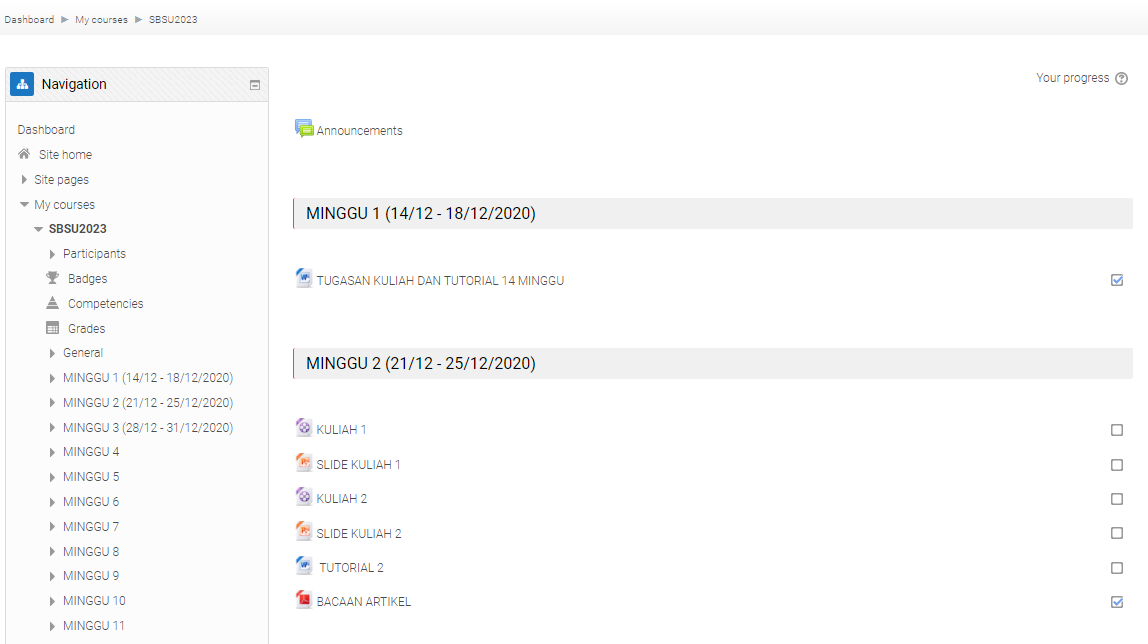 Dashboard ▶ My courses ▶ SBSU2023
Navigation
Dashboard
Site home
Site pages
My courses
SBSU2023
Participants
Badges
Competencies
Grades
General
MINGGU 1 (14/12 - 18/12/2020)
MINGGU 2 (21/12 - 25/12/2020)
MINGGU 3 (28/12 - 31/12/2020)
MINGGU 4
MINGGU 5
MINGGU 6
MINGGU 7
MINGGU 8
MINGGU 9
MINGGU 10
MINGGU 11
Your progress
Announcements
MINGGU 1 (14/12 - 18/12/2020)
TUGASAN KULIAH DAN TUTORIAL 14 MINGGU
MINGGU 2 (21/12 - 25/12/2020)
KULIAH 1
SLIDE KULIAH 1
KULIAH 2
SLIDE KULIAH 2
TUTORIAL 2
BACAAN ARTIKEL